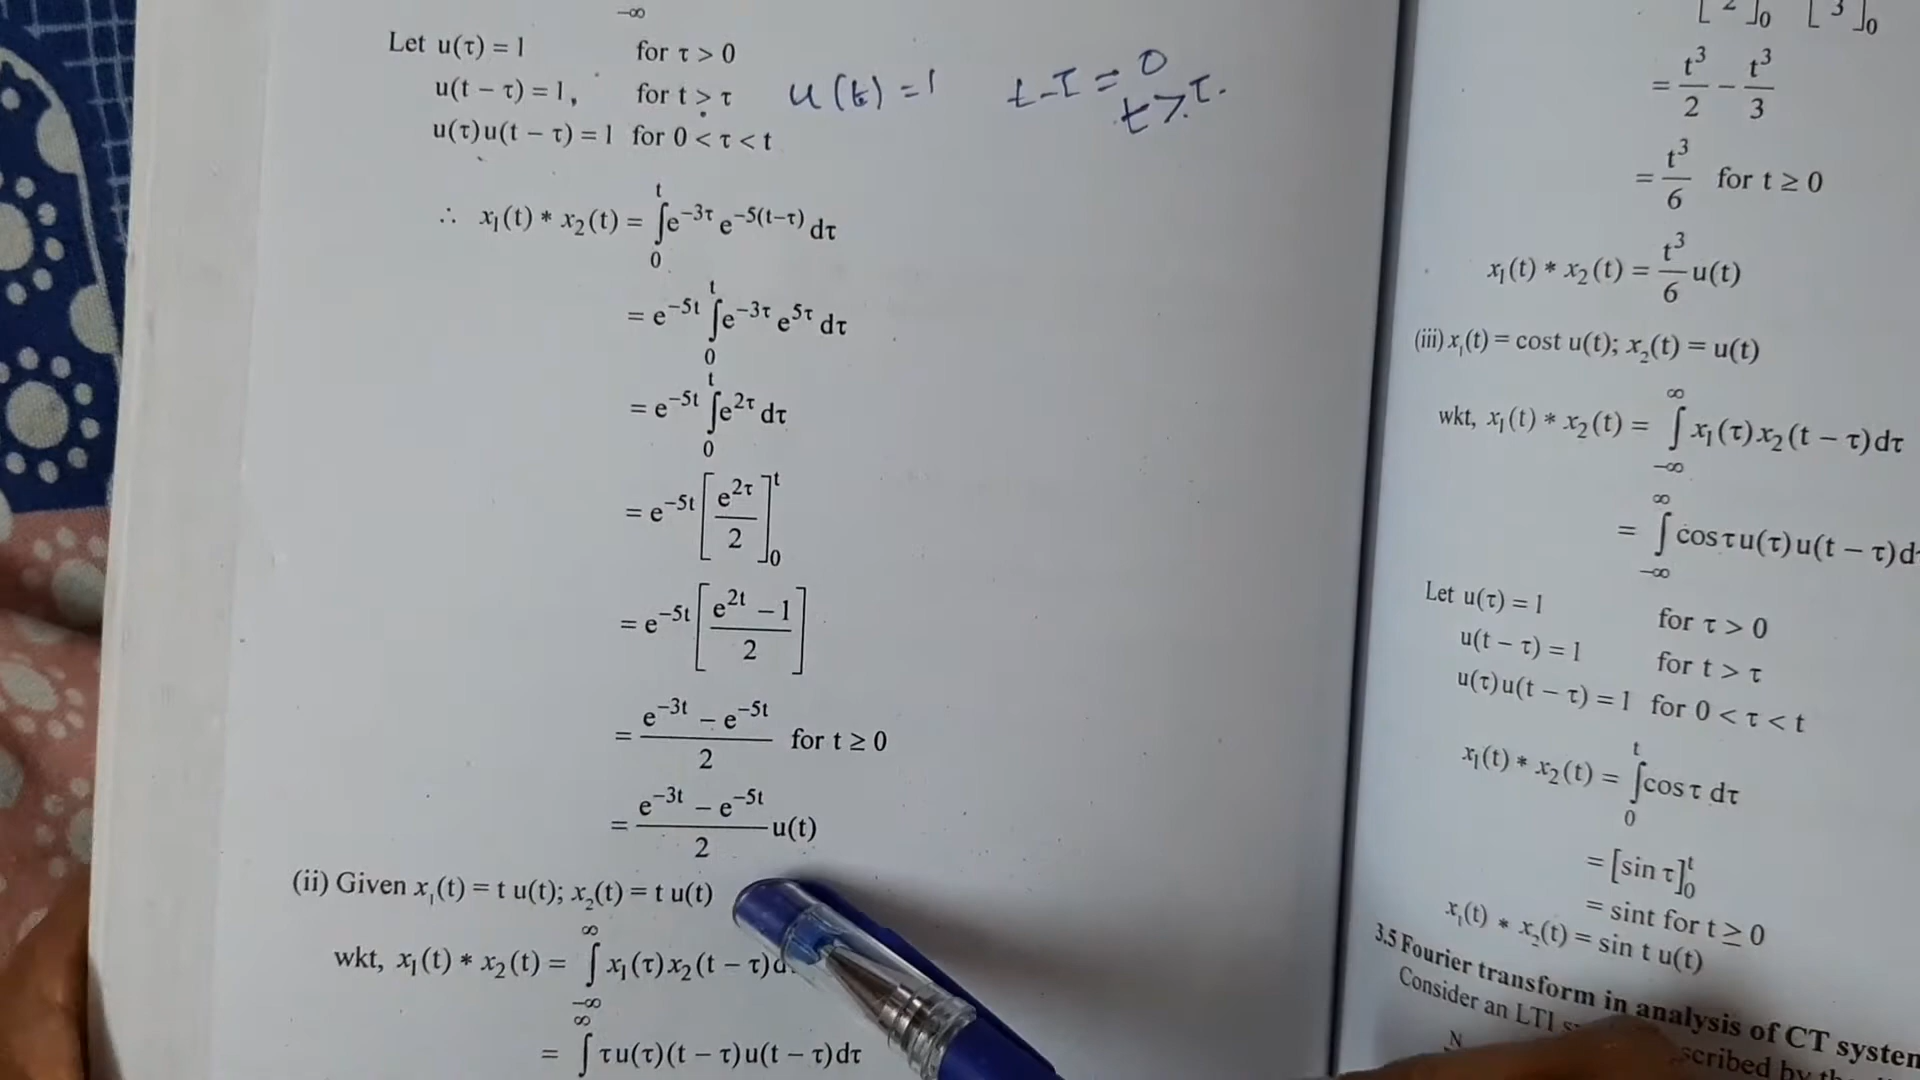 −∞
Let u(τ) = 1 for τ > 0
u(t − τ) = 1, for t > τ u(t) = 1 t−τ = 0
t > τ.
u(τ)u(t − τ) = 1 for 0 < τ < t
∴ x₁(t) * x₂(t) = ∫₀ᵗ e^−3τ e^−5(t−τ) dτ
= e^−5t ∫₀ᵗ e^−3τ e^5τ dτ
= e^−5t ∫₀ᵗ e^2τ dτ
= e^−5t [e^2τ / 2]₀ᵗ
= e^−5t [(e^2t − 1) / 2]
= (e^−3t − e^−5t) / 2 for t ≥ 0
= (e^−3t − e^−5t) / 2 u(t)
(ii) Given x₁(t) = t u(t); x₂(t) = t u(t)
wkt, x₁(t) * x₂(t) = ∫_−∞^∞ x₁(τ)x₂(t − τ)d
= ∫^∞ τu(τ)(t − τ)u(t − τ)dτ
[ 2 ]₀ [ 3 ]₀
= t³/2 − t³/3
= t³/6 for t ≥ 0
x₁(t) * x₂(t) = t³/6 u(t)
(iii) x₁(t) = cost u(t); x₂(t) = u(t)
wkt, x₁(t) * x₂(t) = ∫_−∞^∞ x₁(τ)x₂(t − τ)dτ
= ∫_−∞^∞ cosτu(τ)u(t − τ)d
Let u(τ) = 1 for τ > 0
u(t − τ) = 1 for t > τ
u(τ)u(t − τ) = 1 for 0 < τ < t
x₁(t) * x₂(t) = ∫₀ᵗ cosτ dτ
= [sin τ]₀ᵗ
= sint for t ≥ 0
x₁(t) * x₂(t) = sin t u(t)
3.5 Fourier transform in analysis of CT system
Consider an LTI
N